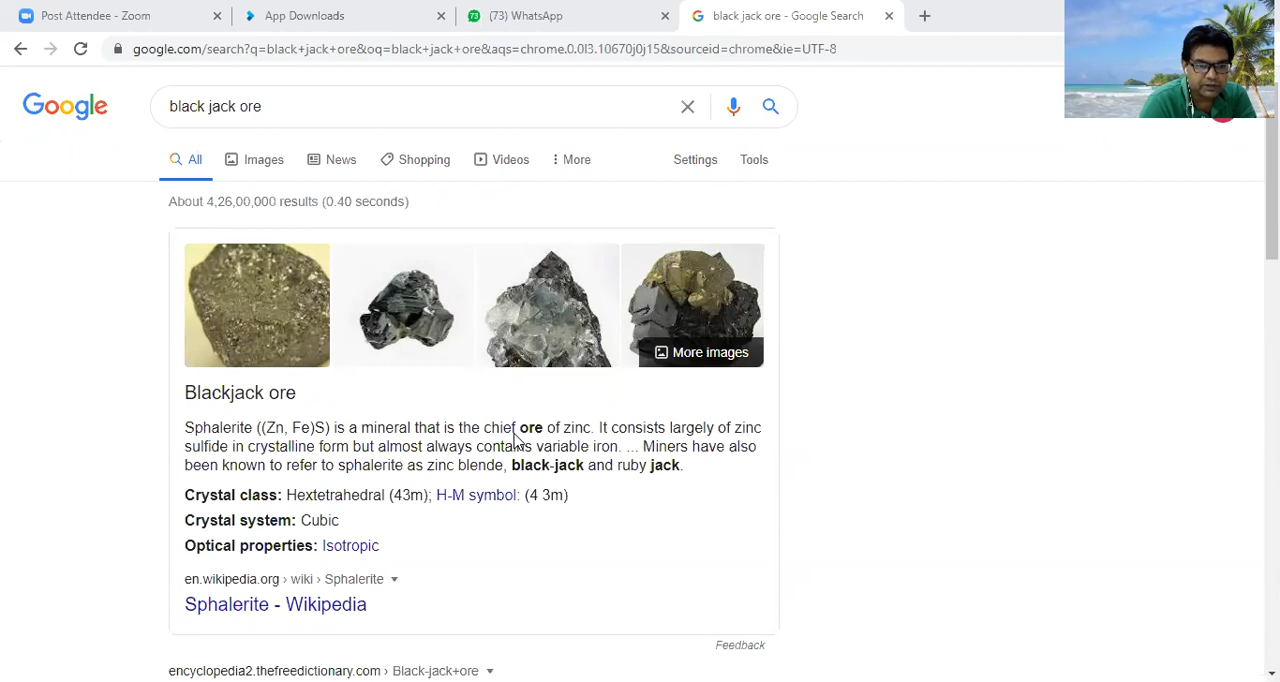 Post Attendee - Zoom
App Downloads
73
(73) WhatsApp
black jack ore - Google Search
google.com/search?q=black+jack+ore&oq=black+jack+ore&aqs=chrome.0.0l3.10670j0j15&sourceid=chrome&ie=UTF-8
Google
black jack ore
All
Images
News
Shopping
Videos
More
Settings
Tools
About 4,26,00,000 results (0.40 seconds)
More images
Blackjack ore
Sphalerite ((Zn, Fe)S) is a mineral that is the chief ore of zinc. It consists largely of zinc
sulfide in crystalline form but almost always contains variable iron. ... Miners have also
been known to refer to sphalerite as zinc blende, black-jack and ruby jack.
Crystal class: Hextetrahedral (43m); H-M symbol: (4 3m)
Crystal system: Cubic
Optical properties: Isotropic
en.wikipedia.org › wiki › Sphalerite
Sphalerite - Wikipedia
Feedback
encyclopedia2.thefreedictionary.com › Black-jack+ore